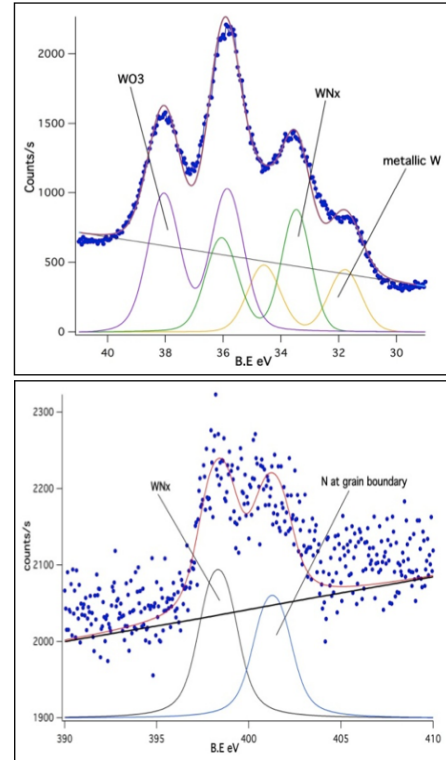 2000
1500
1000
500
0
Counts/s
WO3
WNx
metallic W
40 38 36 34 32 30
B.E eV
2300
2200
2100
2000
1900
counts/s
WNx
N at grain boundary
390 395 400 405 410
B.E eV